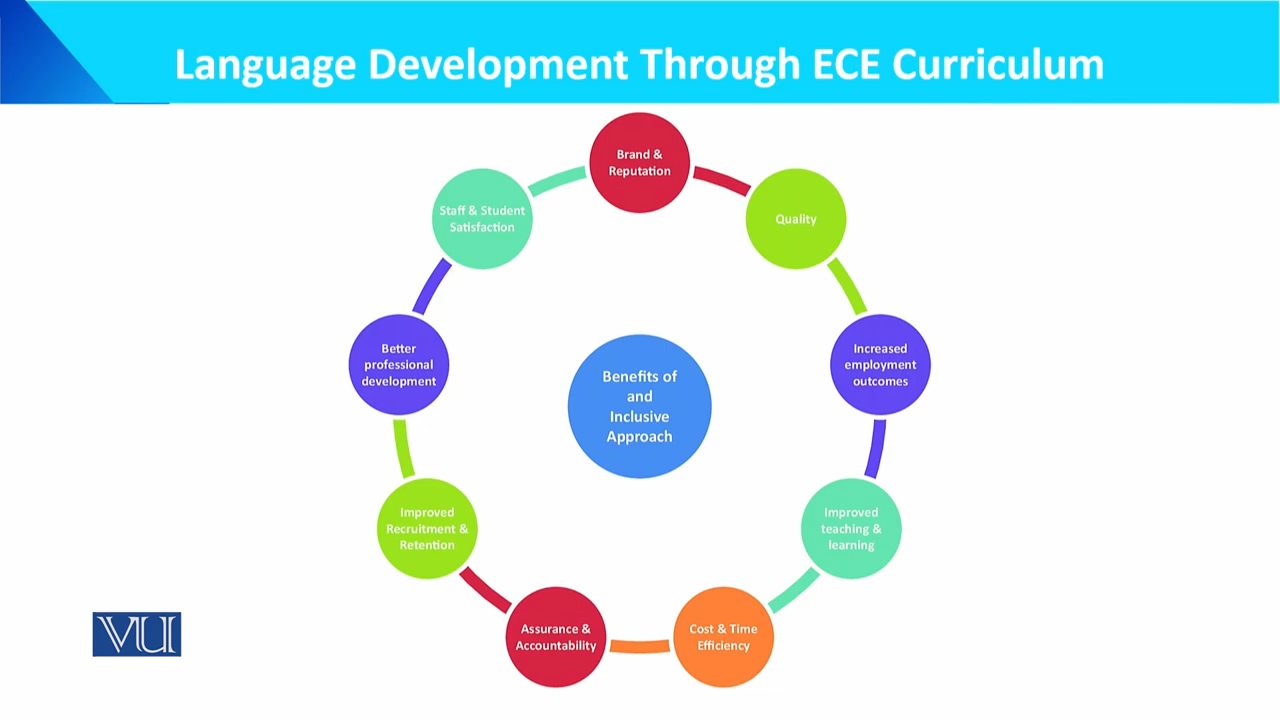 Language Development Through ECE Curriculum
Brand &
Reputation
Quality
Increased
employment
outcomes
Improved
teaching &
learning
Cost & Time
Efficiency
Assurance &
Accountability
Improved
Recruitment &
Retention
Better
professional
development
Staff & Student
Satisfaction
Benefits of
and
Inclusive
Approach
VU